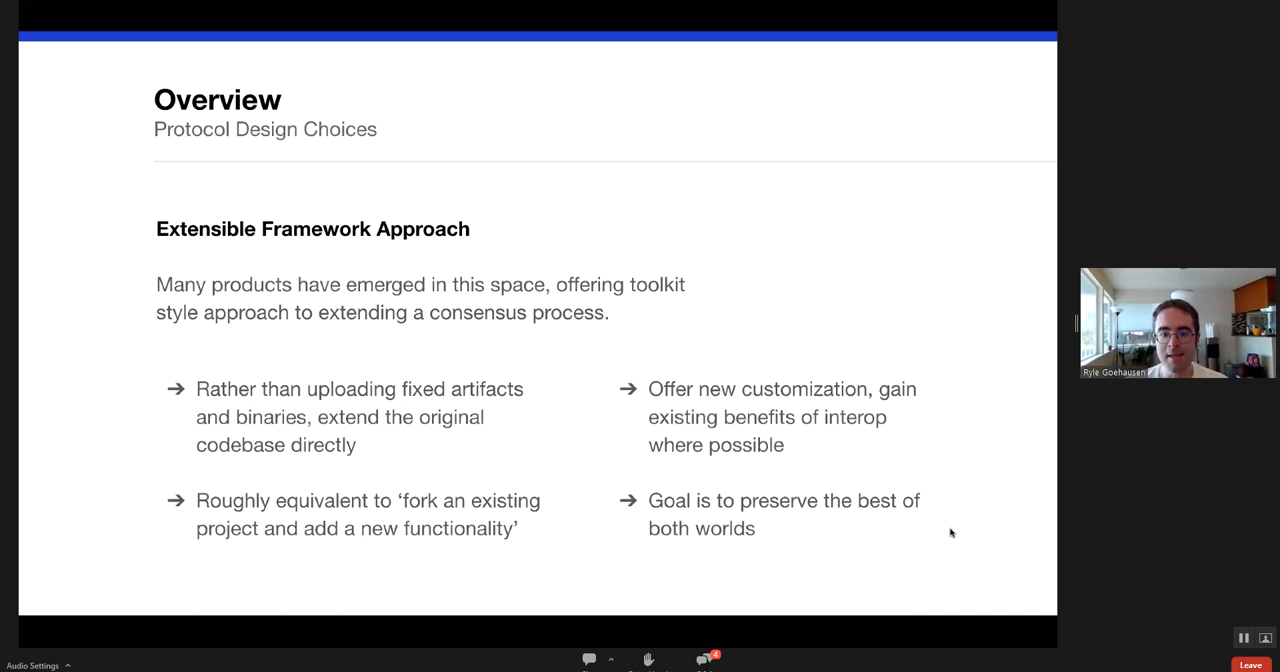 Overview
Protocol Design Choices
Extensible Framework Approach
Many products have emerged in this space, offering toolkit
style approach to extending a consensus process.
→ Rather than uploading fixed artifacts
and binaries, extend the original
codebase directly
→ Roughly equivalent to ‘fork an existing
project and add a new functionality’
→ Offer new customization, gain
existing benefits of interop
where possible
→ Goal is to preserve the best of
both worlds
Ryle Goehausen
Audio Settings
4
Leave